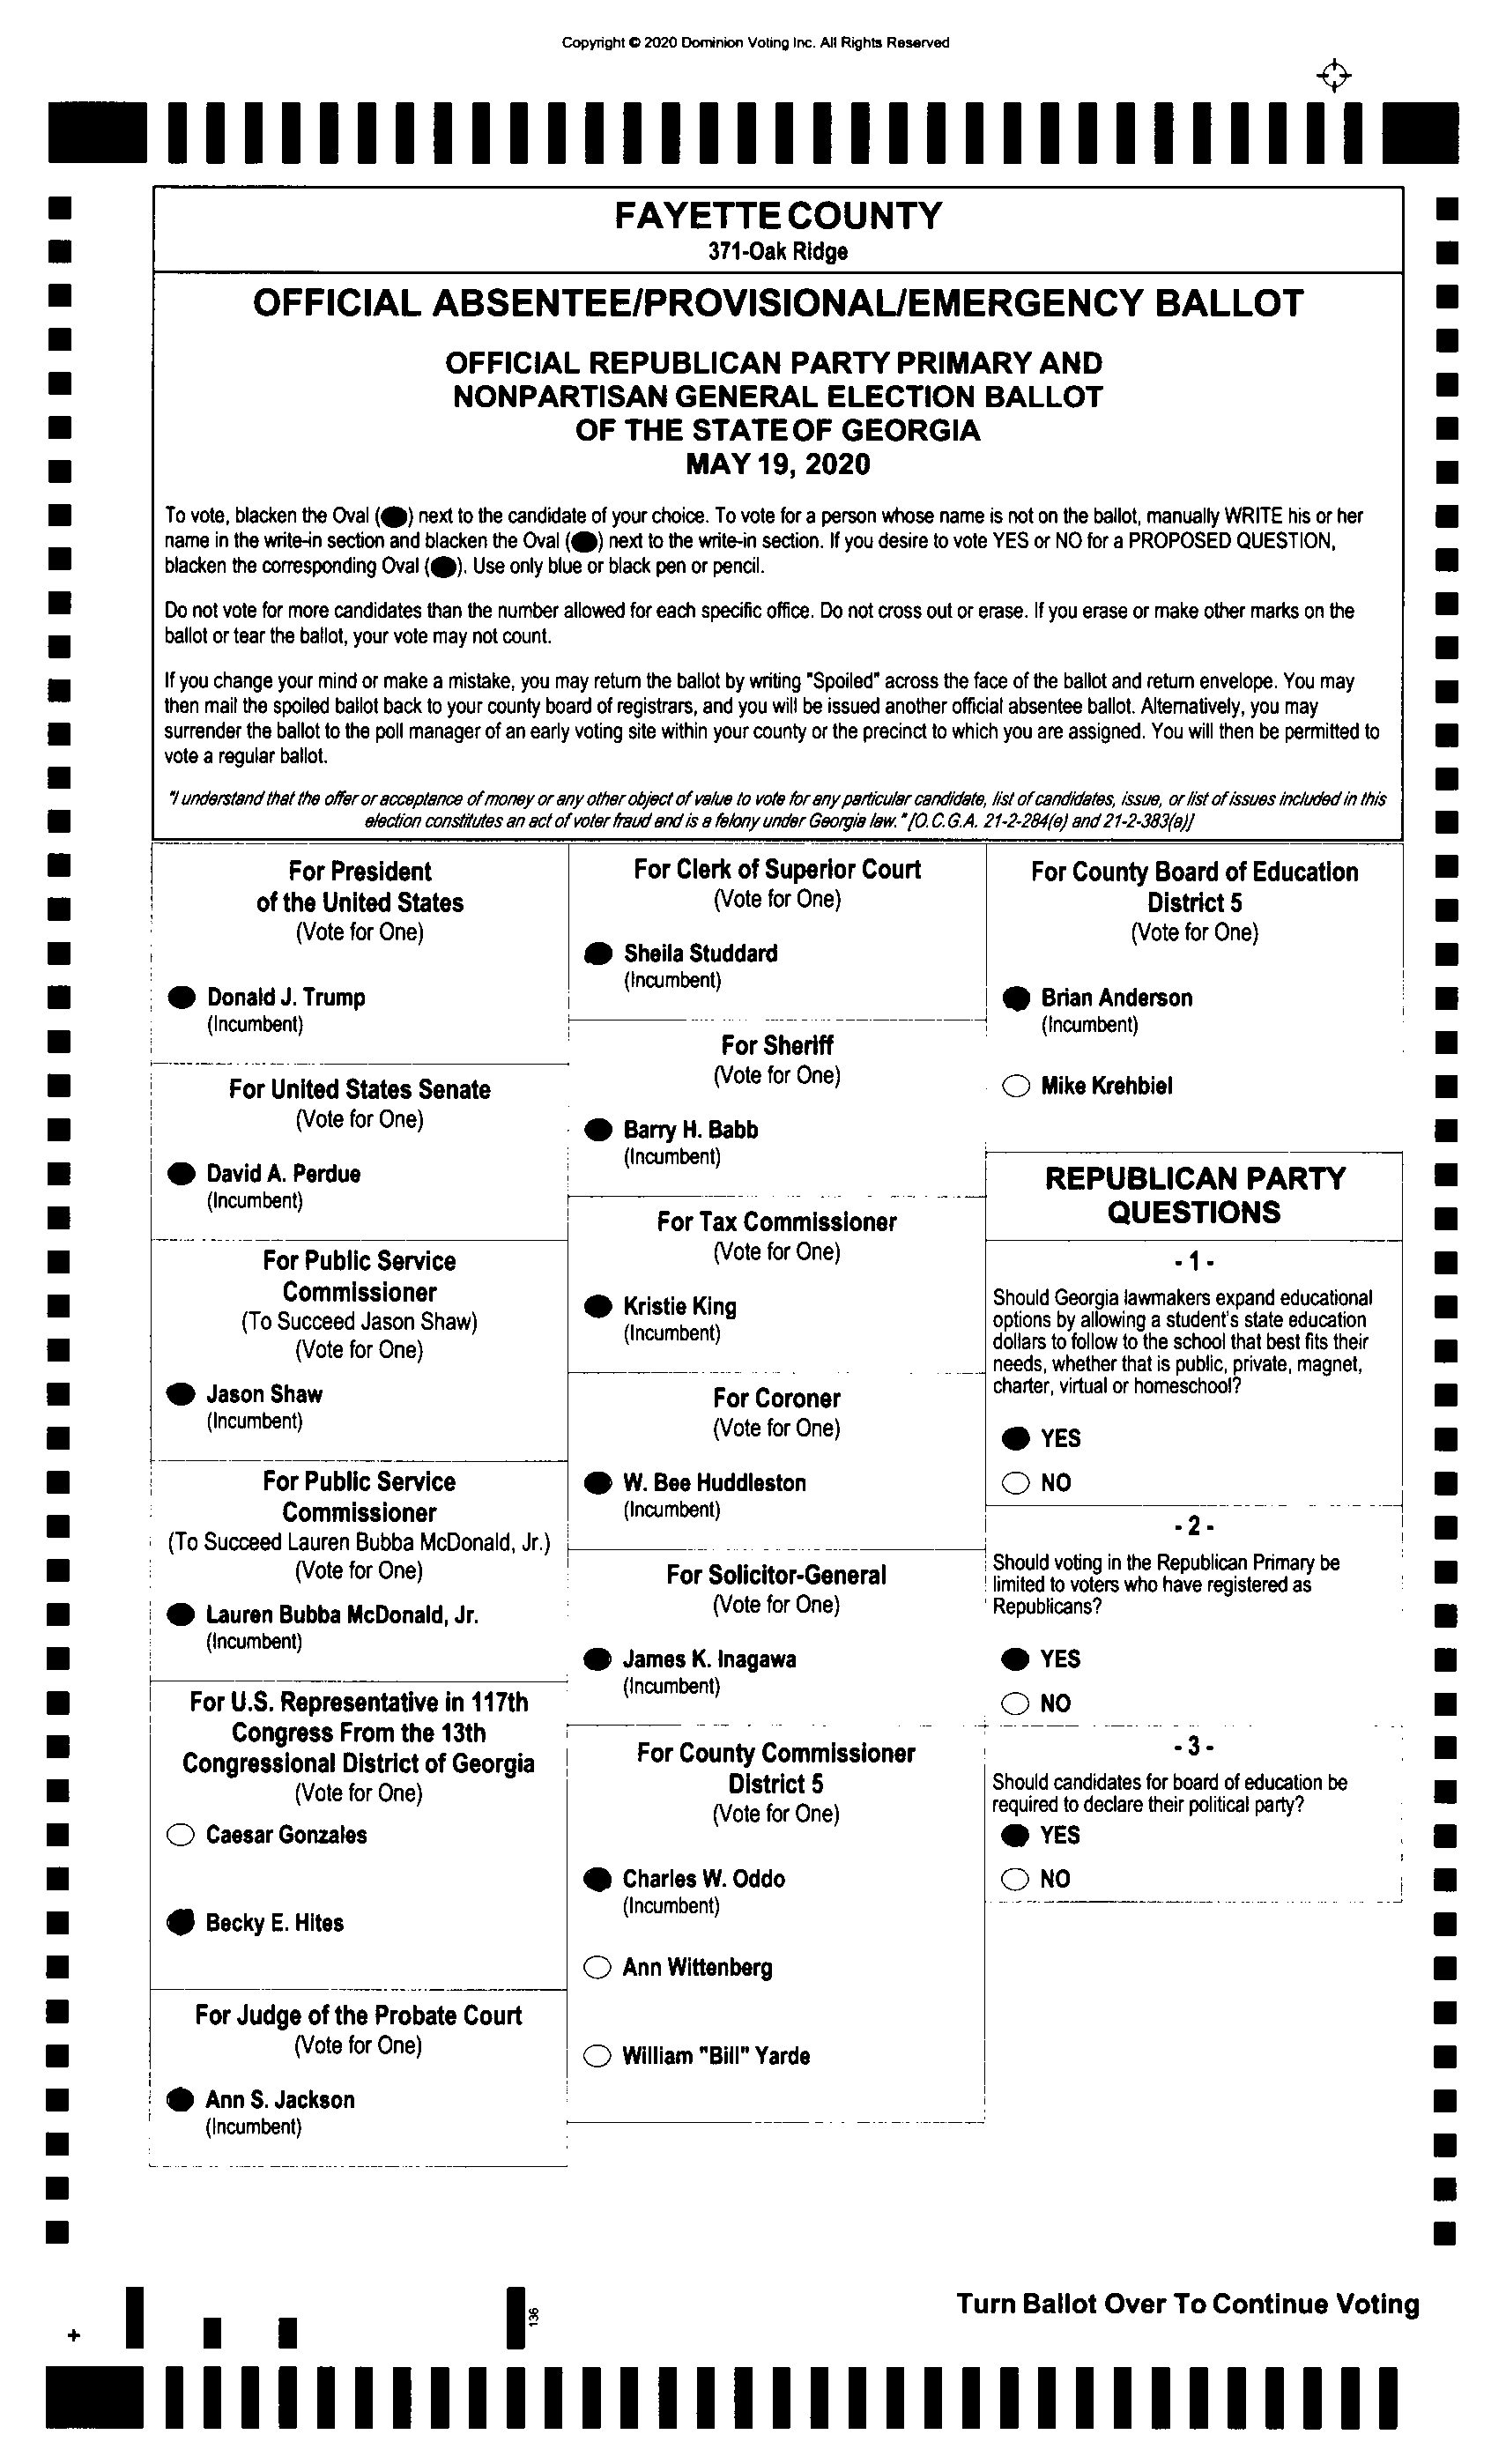 Copyright © 2020 Dominion Voting Inc. All Rights Reserved
FAYETTE COUNTY
371-Oak Ridge
OFFICIAL ABSENTEE/PROVISIONAL/EMERGENCY BALLOT
OFFICIAL REPUBLICAN PARTY PRIMARY AND
NONPARTISAN GENERAL ELECTION BALLOT
OF THE STATE OF GEORGIA
MAY 19, 2020
To vote, blacken the Oval ( ) next to the candidate of your choice. To vote for a person whose name is not on the ballot, manually WRITE his or her
name in the write-in section and blacken the Oval ( ) next to the write-in section. If you desire to vote YES or NO for a PROPOSED QUESTION,
blacken the corresponding Oval ( ). Use only blue or black pen or pencil.
Do not vote for more candidates than the number allowed for each specific office. Do not cross out or erase. If you erase or make other marks on the
ballot or tear the ballot, your vote may not count.
If you change your mind or make a mistake, you may return the ballot by writing "Spoiled" across the face of the ballot and return envelope. You may
then mail the spoiled ballot back to your county board of registrars, and you will be issued another official absentee ballot. Alternatively, you may
surrender the ballot to the poll manager of an early voting site within your county or the precinct to which you are assigned. You will then be permitted to
vote a regular ballot.
"I understand that the offer or acceptance of money or any other object of value to vote for any particular candidate, list of candidates, issue, or list of issues included in this
election constitutes an act of voter fraud and is a felony under Georgia law." [O.C.G.A. 21-2-284(e) and 21-2-383(a)]
For President
of the United States
(Vote for One)
Donald J. Trump
(Incumbent)
For United States Senate
(Vote for One)
David A. Perdue
(Incumbent)
For Public Service
Commissioner
(To Succeed Jason Shaw)
(Vote for One)
Jason Shaw
(Incumbent)
For Public Service
Commissioner
(To Succeed Lauren Bubba McDonald, Jr.)
(Vote for One)
Lauren Bubba McDonald, Jr.
(Incumbent)
For U.S. Representative in 117th
Congress From the 13th
Congressional District of Georgia
(Vote for One)
Caesar Gonzales
Becky E. Hites
For Judge of the Probate Court
(Vote for One)
Ann S. Jackson
(Incumbent)
For Clerk of Superior Court
(Vote for One)
Sheila Studdard
(Incumbent)
For Sheriff
(Vote for One)
Barry H. Babb
(Incumbent)
For Tax Commissioner
(Vote for One)
Kristie King
(Incumbent)
For Coroner
(Vote for One)
W. Bee Huddleston
(Incumbent)
For Solicitor-General
(Vote for One)
James K. Inagawa
(Incumbent)
For County Commissioner
District 5
(Vote for One)
Charles W. Oddo
(Incumbent)
Ann Wittenberg
William "Bill" Yarde
For County Board of Education
District 5
(Vote for One)
Brian Anderson
(Incumbent)
Mike Krehbiel
REPUBLICAN PARTY
QUESTIONS
- 1 -
Should Georgia lawmakers expand educational
options by allowing a student's state education
dollars to follow to the school that best fits their
needs, whether that is public, private, magnet,
charter, virtual or homeschool?
YES
NO
- 2 -
Should voting in the Republican Primary be
limited to voters who have registered as
Republicans?
YES
NO
- 3 -
Should candidates for board of education be
required to declare their political party?
YES
NO
136
Turn Ballot Over To Continue Voting